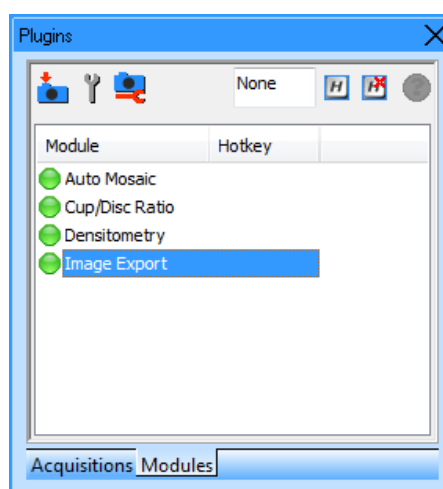 Plugins
None
H H
Module Hotkey
Auto Mosaic
Cup/Disc Ratio
Densitometry
Image Export
Acquisitions Modules